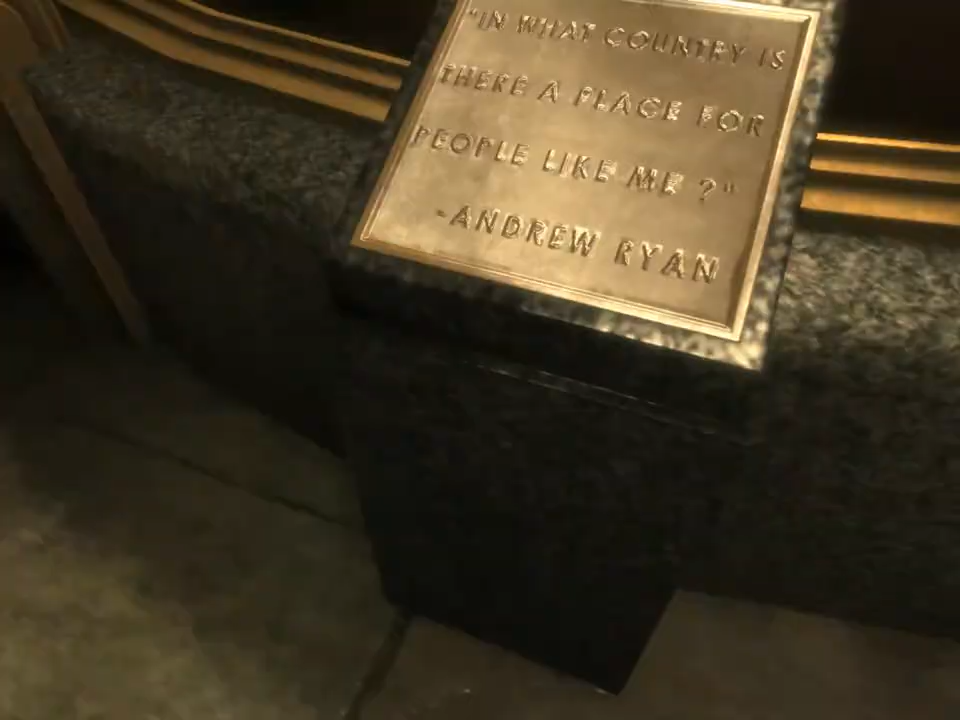 "IN WHAT COUNTRY IS
THERE A PLACE FOR
PEOPLE LIKE ME ?"
-ANDREW RYAN